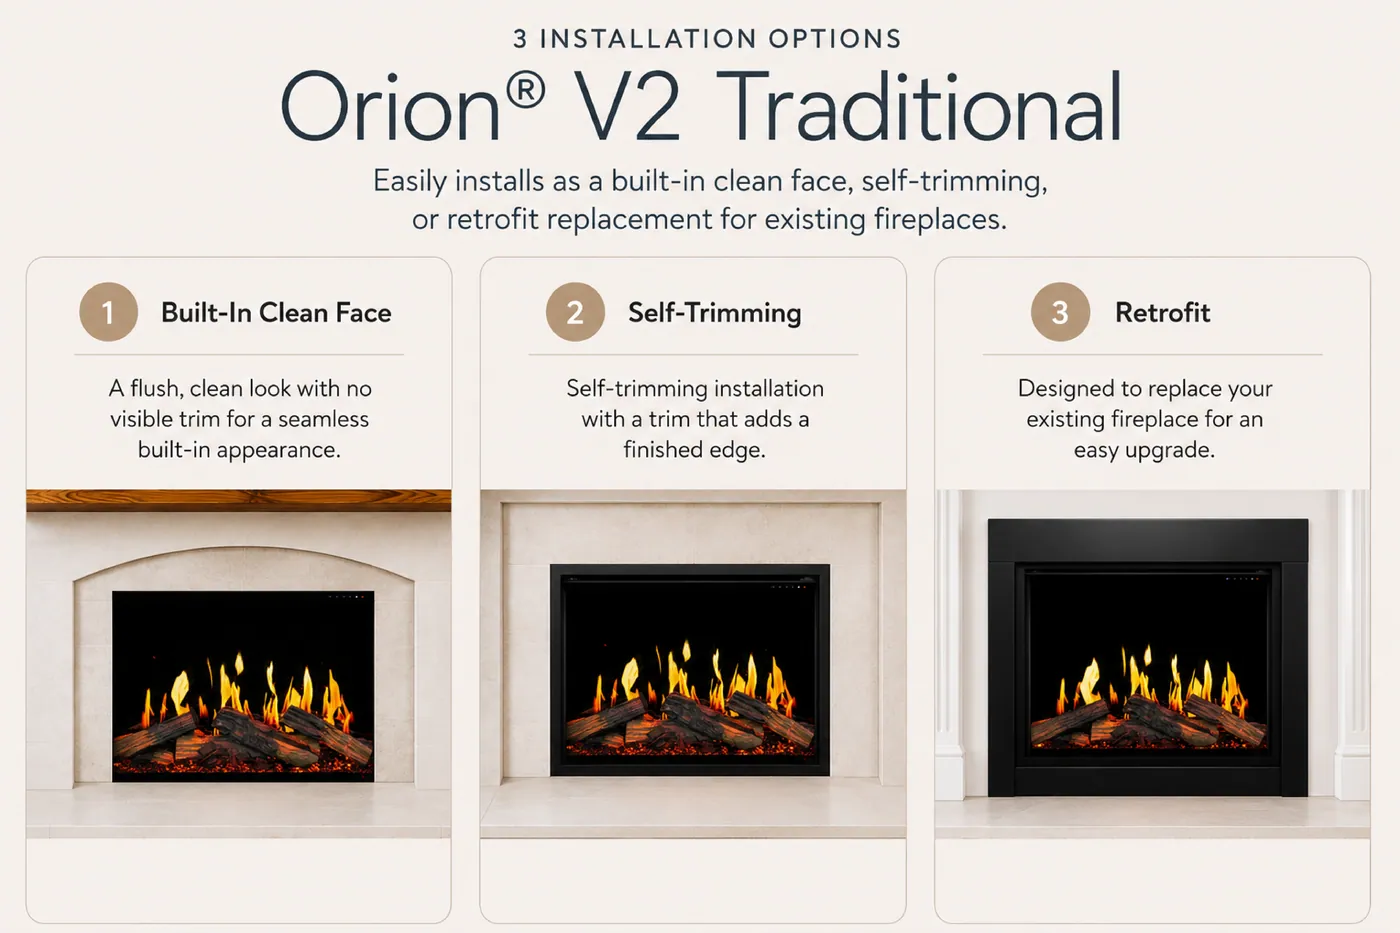 3 INSTALLATION OPTIONS
Orion® V2 Traditional
Easily installs as a built-in clean face, self-trimming,
or retrofit replacement for existing fireplaces.
1 Built-In Clean Face
A flush, clean look with no
visible trim for a seamless
built-in appearance.
2 Self-Trimming
Self-trimming installation
with a trim that adds a
finished edge.
3 Retrofit
Designed to replace your
existing fireplace for an
easy upgrade.